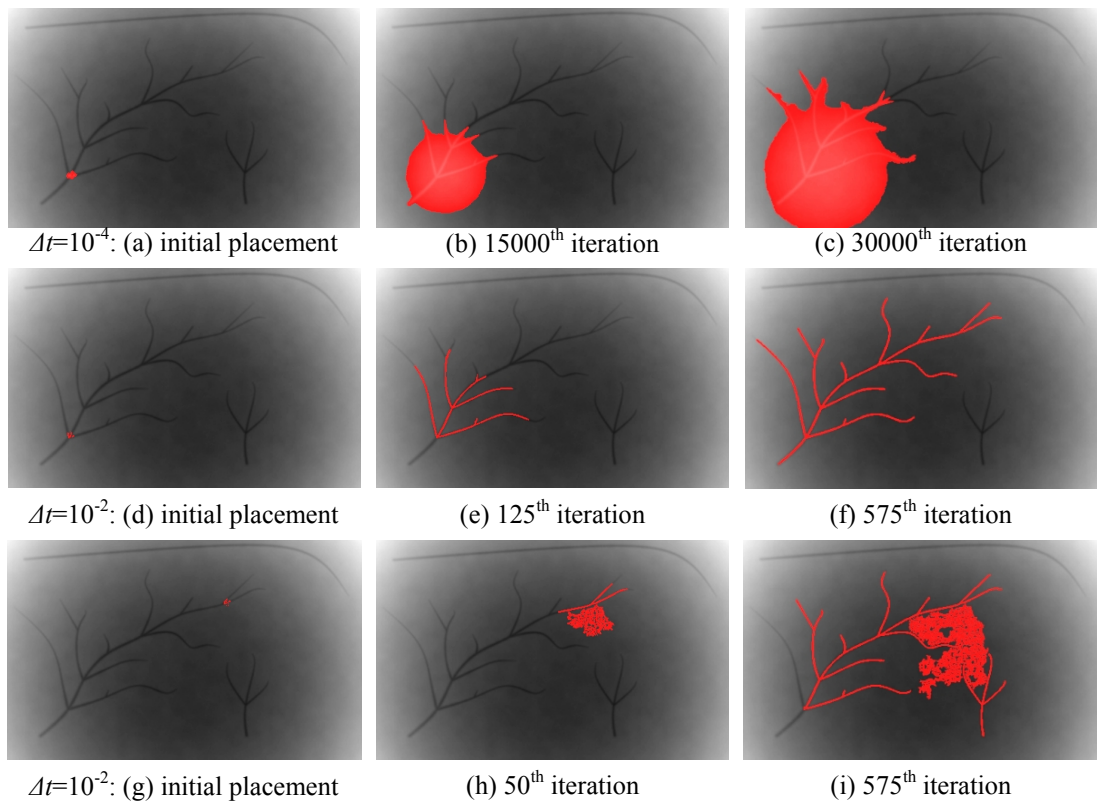 Δt=10⁻⁴: (a) initial placement
(b) 15000ᵗʰ iteration
(c) 30000ᵗʰ iteration
Δt=10⁻²: (d) initial placement
(e) 125ᵗʰ iteration
(f) 575ᵗʰ iteration
Δt=10⁻²: (g) initial placement
(h) 50ᵗʰ iteration
(i) 575ᵗʰ iteration